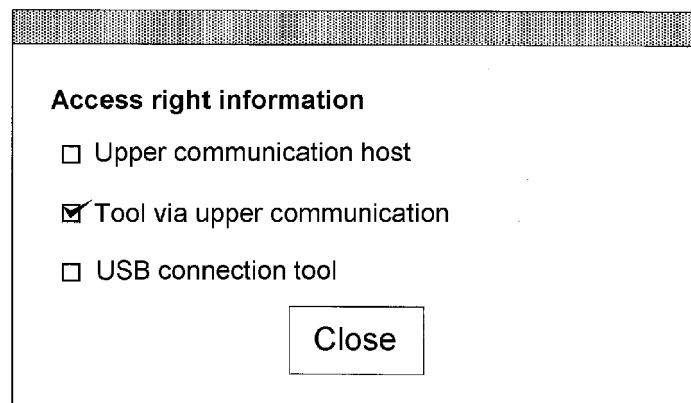 Access right information
Upper communication host
Tool via upper communication
USB connection tool
Close